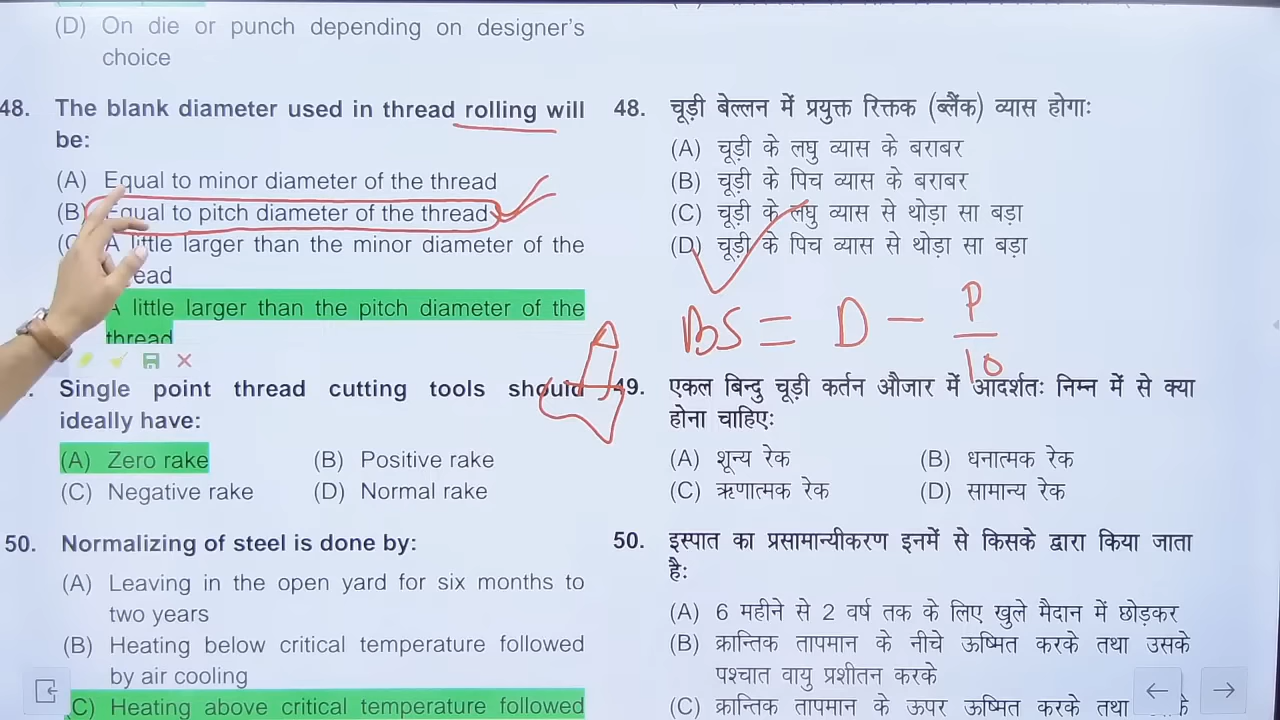 (D) On die or punch depending on designer's
choice
48. The blank diameter used in thread rolling will
be:
(A) Equal to minor diameter of the thread
(B) Equal to pitch diameter of the thread
A little larger than the minor diameter of the
A little larger than the pitch diameter of the
thread
Single point thread cutting tools should
ideally have:
(A) Zero rake
(B) Positive rake
(C) Negative rake
(D) Normal rake
50. Normalizing of steel is done by:
(A) Leaving in the open yard for six months to
two years
(B) Heating below critical temperature followed
by air cooling
(C) Heating above critical temperature followed
48. चूड़ी बेल्लन में प्रयुक्त रिक्तक (ब्लैंक) व्यास होगाः
(A) चूड़ी के लघु व्यास के बराबर
(B) चूड़ी के पिच व्यास के बराबर
(C) चूड़ी के लघु व्यास से थोड़ा सा बड़ा
(D) चूड़ी के पिच व्यास से थोड़ा सा बड़ा
BS = D - P
10
49. एकल बिन्दु चूड़ी कर्तन औजार में आदर्शतः निम्न में से क्या
होना चाहिएः
(A) शून्य रेक
(B) धनात्मक रेक
(C) ऋणात्मक रेक
(D) सामान्य रेक
50. इस्पात का प्रसामान्यीकरण इनमें से किसके द्वारा किया जाता
हैः
(A) 6 महीने से 2 वर्ष तक के लिए खुले मैदान में छोड़कर
(B) क्रान्तिक तापमान के नीचे ऊष्मित करके तथा उसके
पश्चात वायु प्रशीतन करके
(C) क्रान्तिक तापमान के ऊपर ऊष्मित करके तथा